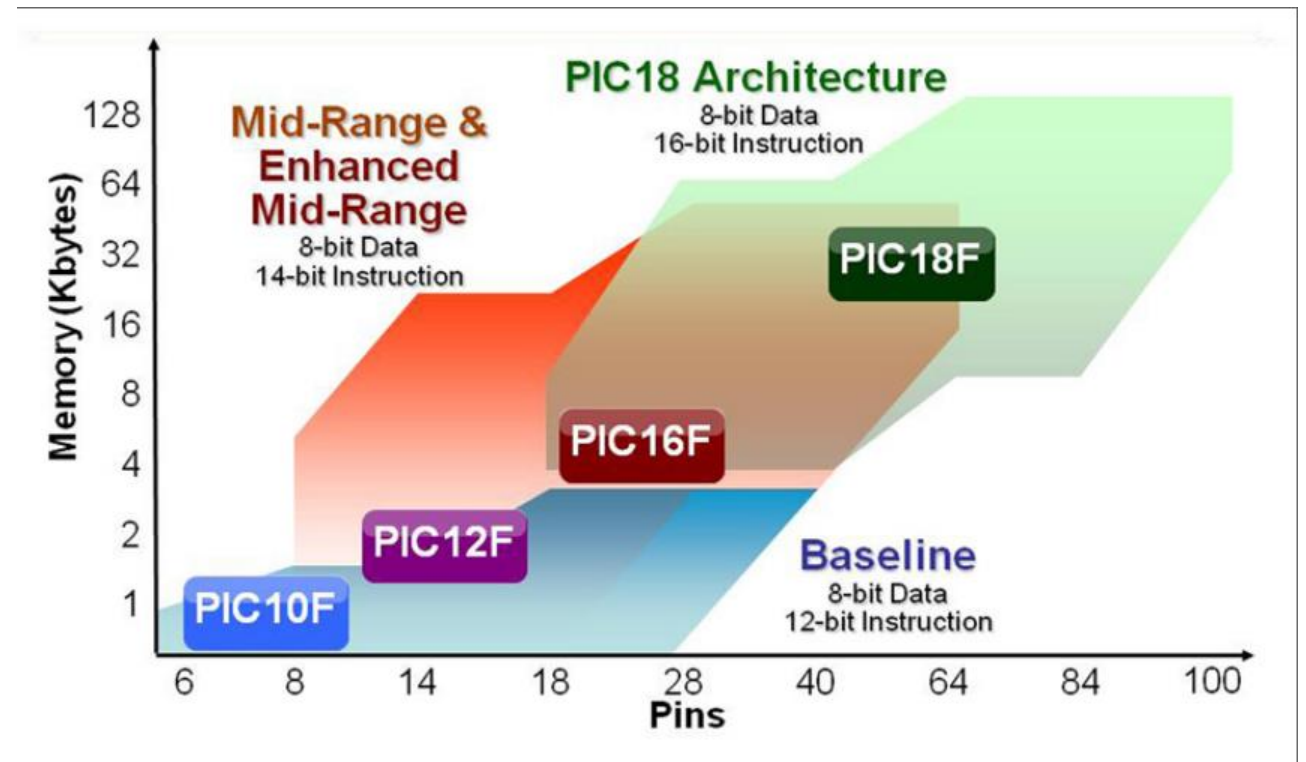 PIC18 Architecture
8-bit Data
16-bit Instruction
Mid-Range &
Enhanced
Mid-Range
8-bit Data
14-bit Instruction
Memory (Kbytes)
128
64
32
16
8
4
2
1
PIC18F
PIC16F
PIC12F
PIC10F
Baseline
8-bit Data
12-bit Instruction
6 8 14 18 28 40 64 84 100
Pins